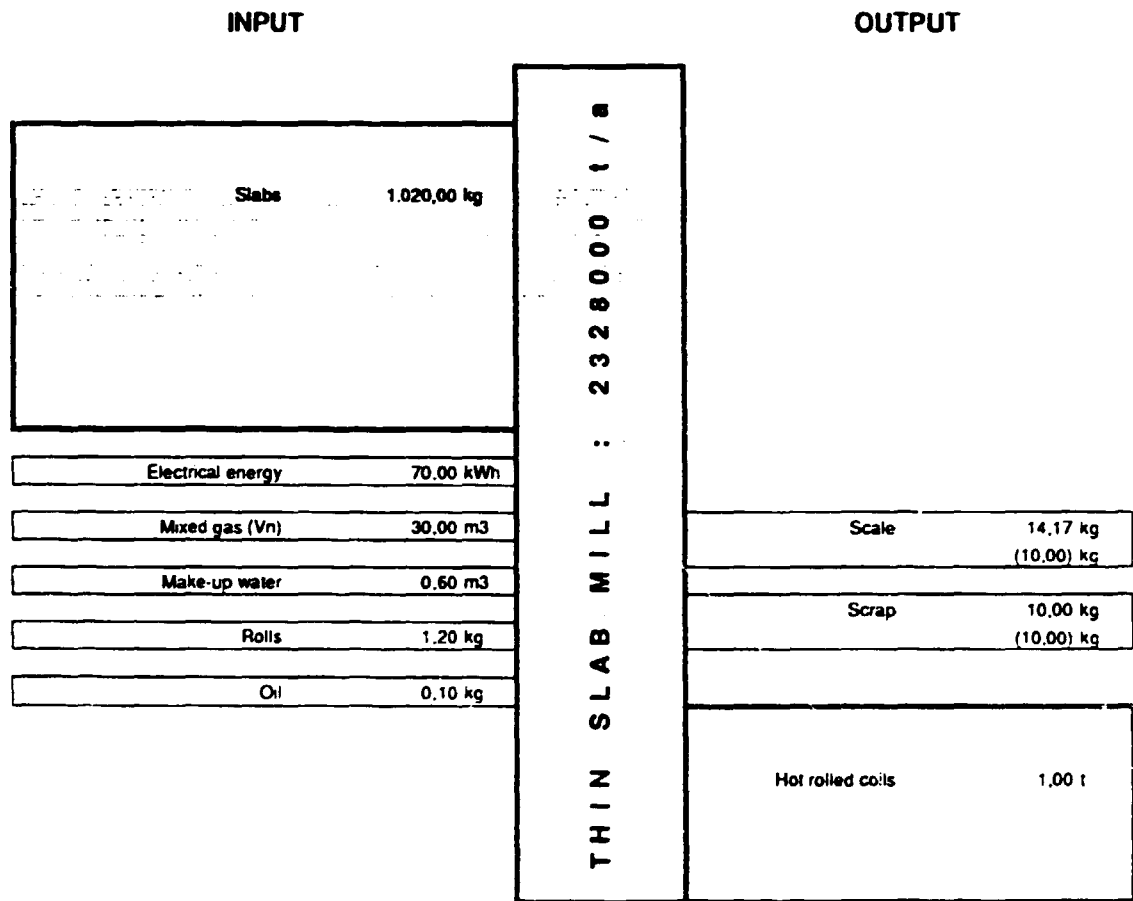 INPUT
OUTPUT
THIN SLAB MILL : 2328000 t/a
Slabs 1.020,00 kg
Electrical energy 70,00 kWh
Mixed gas (Vn) 30,00 m3
Make-up water 0,60 m3
Rolls 1,20 kg
Oil 0,10 kg
Scale 14,17 kg
(10,00) kg
Scrap 10,00 kg
(10,00) kg
Hot rolled coils 1,00 t